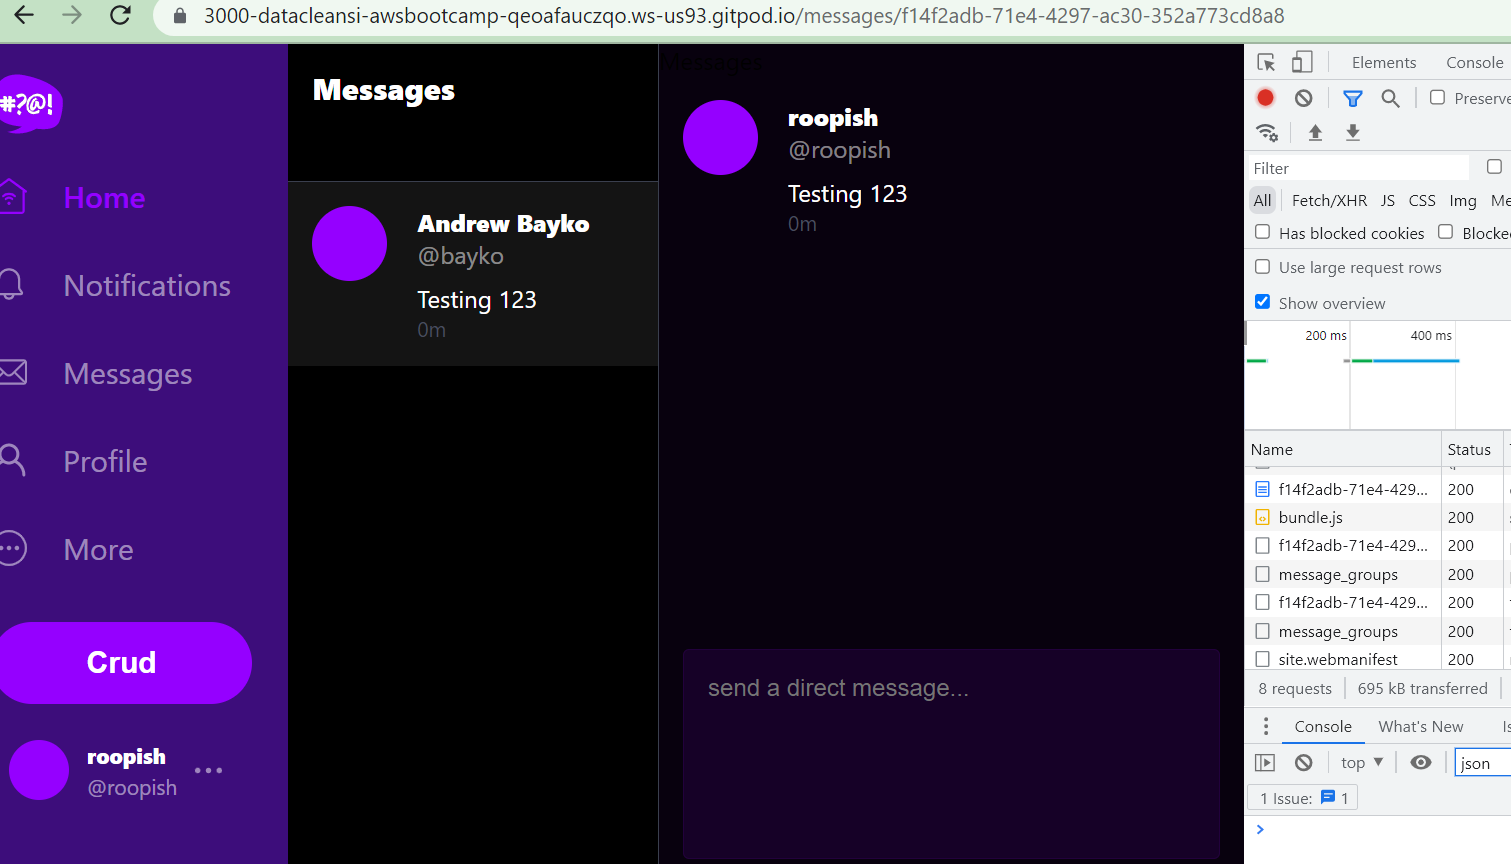 3000-datacleansi-awsbootcamp-qeoafauczqo.ws-us93.gitpod.io/messages/f14f2adb-71e4-4297-ac30-352a773cd8a8
#?@!
Home
Notifications
Messages
Profile
More
Crud
roopish
@roopish
Messages
Andrew Bayko
@bayko
Testing 123
0m
Messages
roopish
@roopish
Testing 123
0m
send a direct message...
Elements Console
Preserve
Filter
All Fetch/XHR JS CSS Img Me
Has blocked cookies Blocked
Use large request rows
Show overview
200 ms 400 ms
Name Status
f14f2adb-71e4-429... 200
bundle.js 200
f14f2adb-71e4-429... 200
message_groups 200
f14f2adb-71e4-429... 200
message_groups 200
site.webmanifest 200
8 requests 695 kB transferred
Console What's New Is
top ▼ json
1 Issue: 1